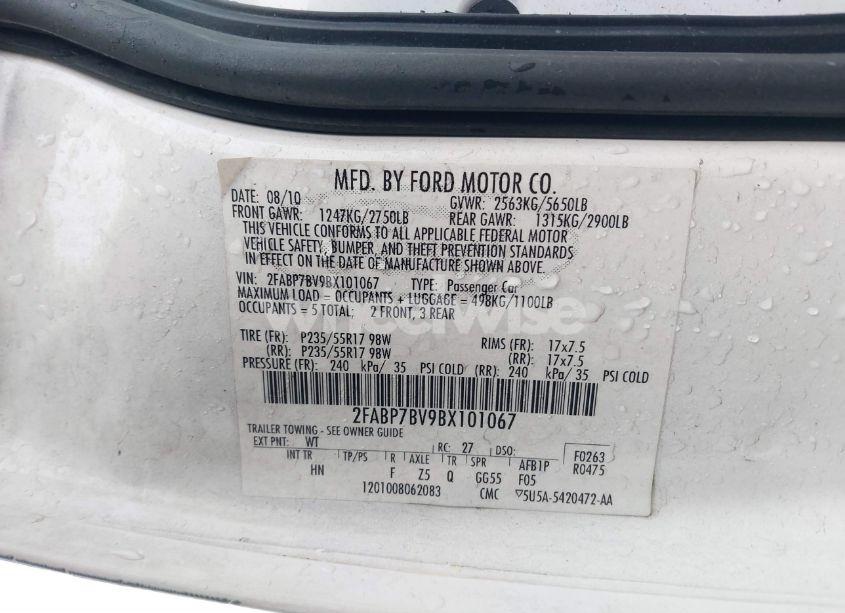 MFD. BY FORD MOTOR CO.
DATE: 08/10 GVWR: 2563KG/5650LB
FRONT GAWR: 1247KG/2750LB REAR GAWR: 1315KG/2900LB
THIS VEHICLE CONFORMS TO ALL APPLICABLE FEDERAL MOTOR
VEHICLE SAFETY, BUMPER, AND THEFT PREVENTION STANDARDS
IN EFFECT ON THE DATE OF MANUFACTURE SHOWN ABOVE.
VIN: 2FABP7BV9BX101067 TYPE: Passenger Car
MAXIMUM LOAD = OCCUPANTS + LUGGAGE = 498KG/1100LB
OCCUPANTS = 5 TOTAL; 2 FRONT, 3 REAR
wheelwise
TIRE (FR): P235/55R17 98W RIMS (FR): 17x7.5
(RR): P235/55R17 98W (RR): 17x7.5
PRESSURE (FR): 240 kPa/ 35 PSI COLD (RR): 240 kPa/ 35 PSI COLD
2FABP7BV9BX101067
TRAILER TOWING - SEE OWNER GUIDE
EXT PNT: WT RC: 27 DSO: F0263
INT TR TP/PS R AXLE TR SPR AFB1P R0475
HN F Z5 Q GG55 F05
1201008062083 CMC ▽5U5A-5420472-AA